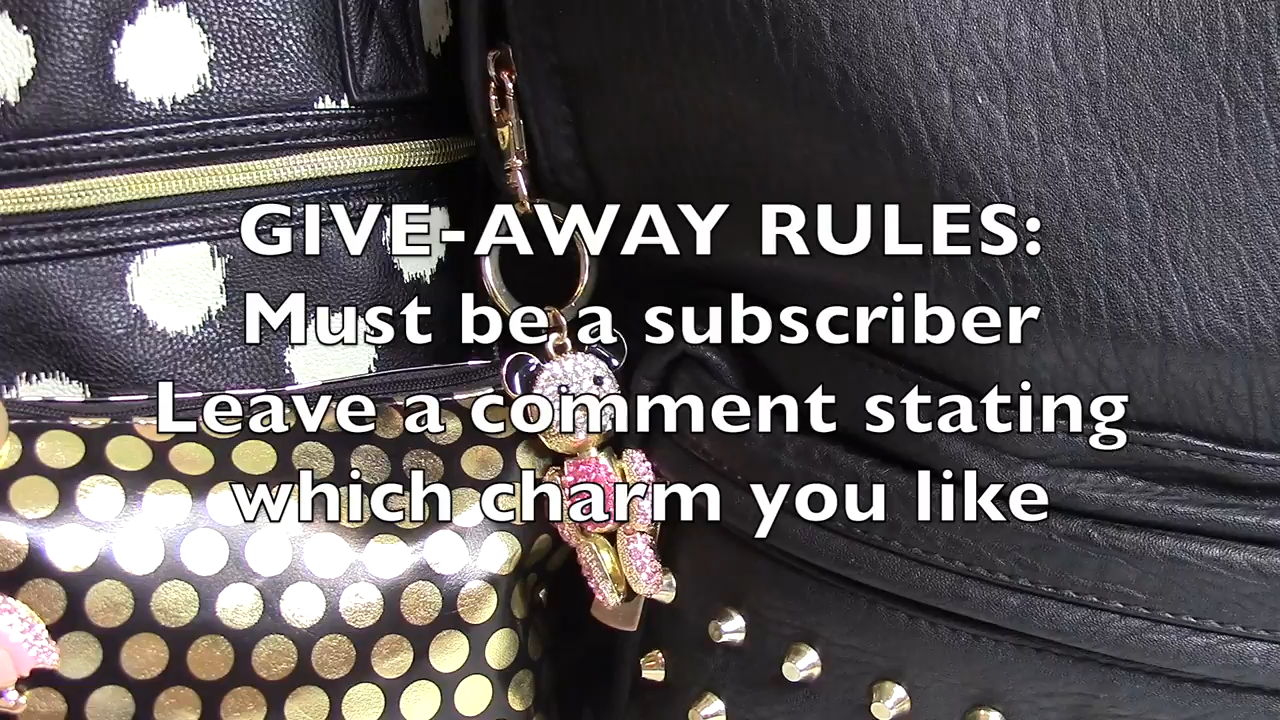 GIVE-AWAY RULES:
Must be a subscriber
Leave a comment stating
which charm you like